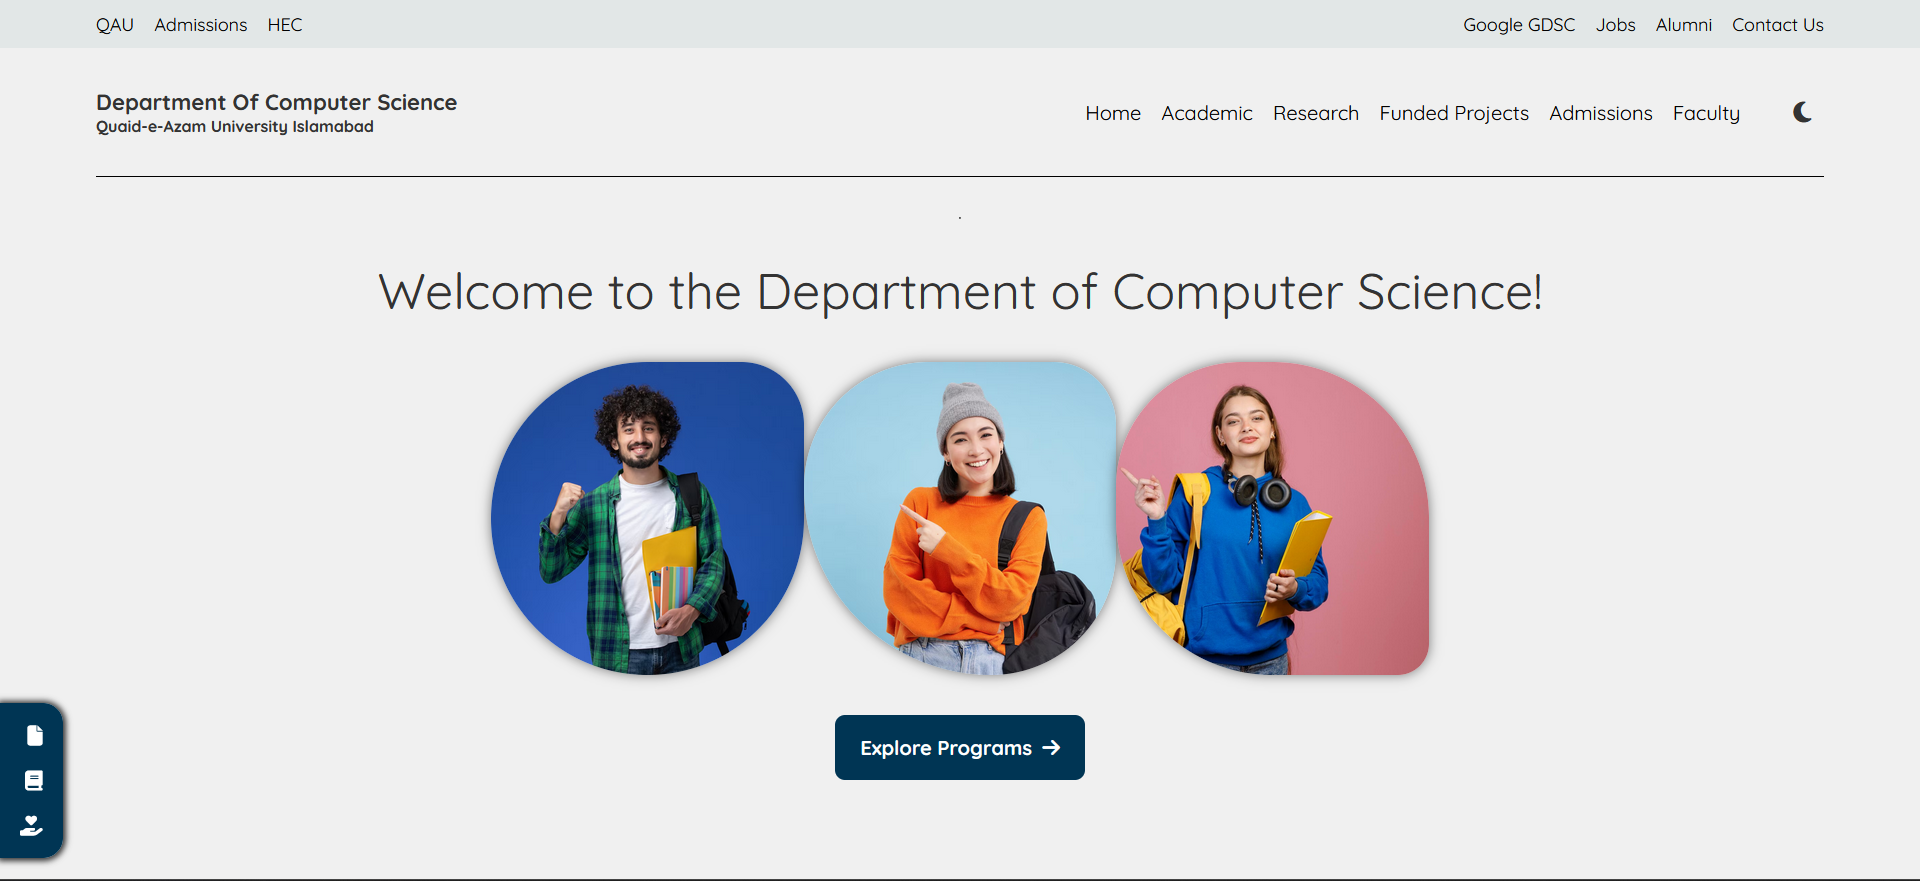 QAU Admissions HEC Google GDSC Jobs Alumni Contact Us
Department Of Computer Science
Quaid-e-Azam University Islamabad
Home Academic Research Funded Projects Admissions Faculty
.
Welcome to the Department of Computer Science!
Explore Programs